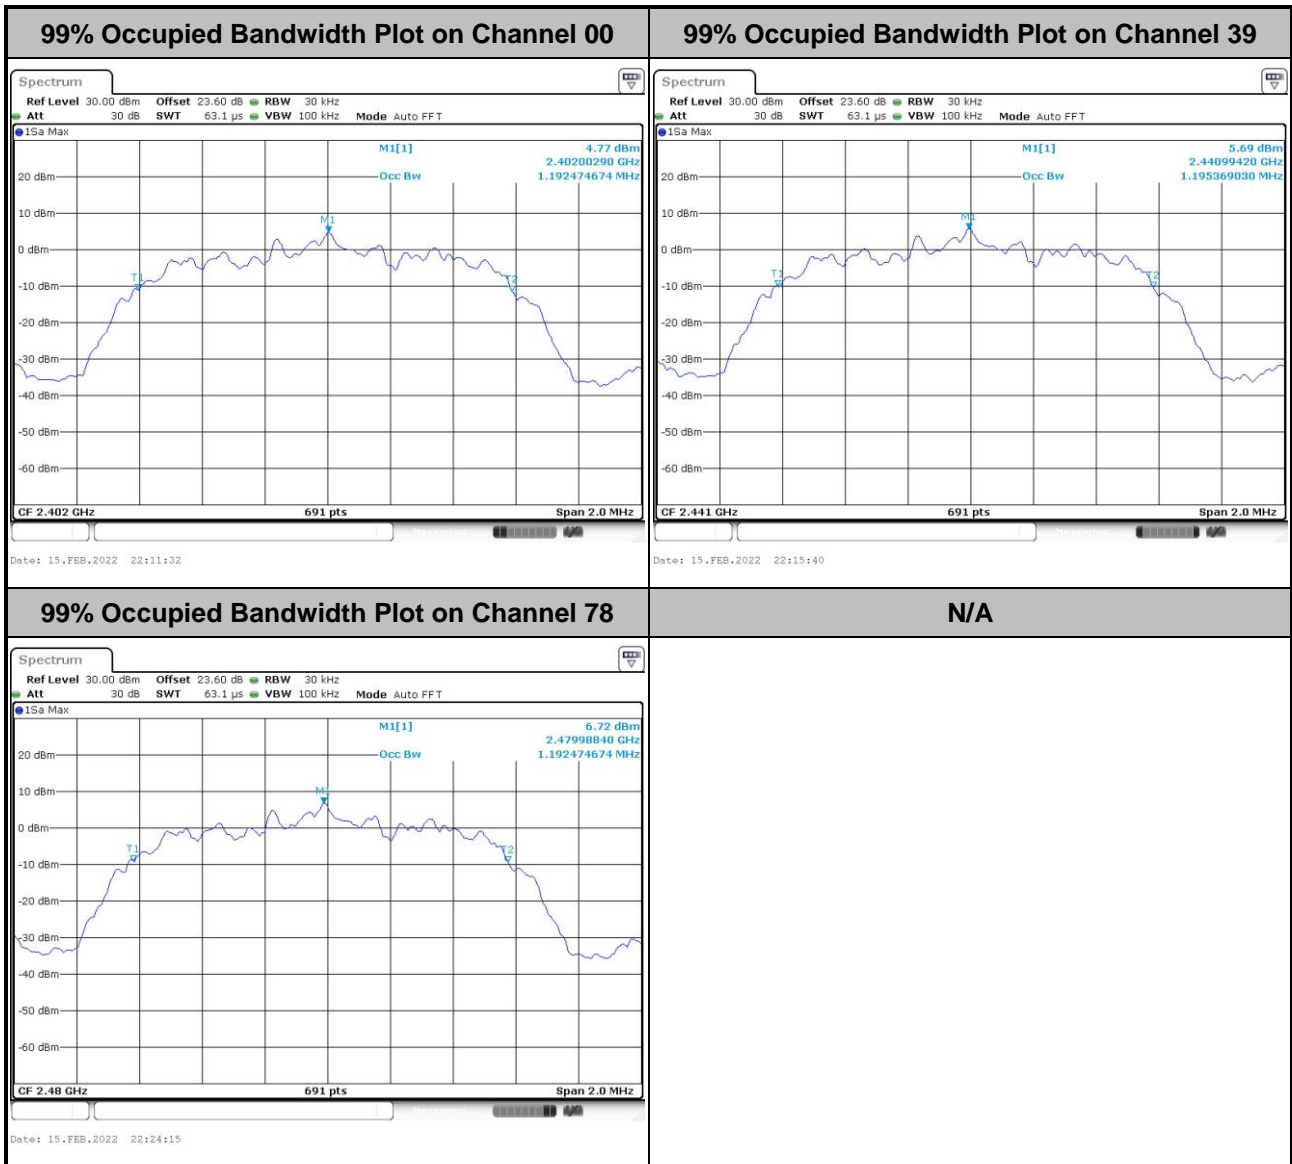 99% Occupied Bandwidth Plot on Channel 00
Spectrum
Ref Level 30.00 dBm Offset 23.60 dB RBW 30 kHz
Att 30 dB SWT 63.1 µs VBW 100 kHz Mode Auto FFT
1Sa Max
M1[1] 4.77 dBm
2.40200290 GHz
Occ Bw 1.192474674 MHz
20 dBm
10 dBm
M1
0 dBm
T1
T2
-10 dBm
-20 dBm
-30 dBm
-40 dBm
-50 dBm
-60 dBm
CF 2.402 GHz 691 pts Span 2.0 MHz
Date: 15.FEB.2022 22:11:32
99% Occupied Bandwidth Plot on Channel 39
Spectrum
Ref Level 30.00 dBm Offset 23.60 dB RBW 30 kHz
Att 30 dB SWT 63.1 µs VBW 100 kHz Mode Auto FFT
1Sa Max
M1[1] 5.69 dBm
2.44099420 GHz
Occ Bw 1.195369030 MHz
20 dBm
10 dBm
M1
0 dBm
T1
T2
-10 dBm
-20 dBm
-30 dBm
-40 dBm
-50 dBm
-60 dBm
CF 2.441 GHz 691 pts Span 2.0 MHz
Date: 15.FEB.2022 22:15:40
99% Occupied Bandwidth Plot on Channel 78
Spectrum
Ref Level 30.00 dBm Offset 23.60 dB RBW 30 kHz
Att 30 dB SWT 63.1 µs VBW 100 kHz Mode Auto FFT
1Sa Max
M1[1] 6.72 dBm
2.47998840 GHz
Occ Bw 1.192474674 MHz
20 dBm
10 dBm
M1
0 dBm
T1
T2
-10 dBm
-20 dBm
-30 dBm
-40 dBm
-50 dBm
-60 dBm
CF 2.48 GHz 691 pts Span 2.0 MHz
Date: 15.FEB.2022 22:24:15
N/A